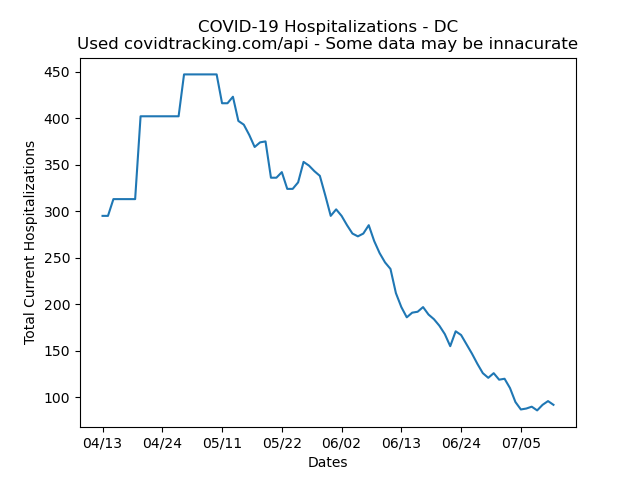 COVID-19 Hospitalizations - DC
Used covidtracking.com/api - Some data may be innacurate
450
400
350
300
250
200
150
100
Total Current Hospitalizations
04/13 04/24 05/11 05/22 06/02 06/13 06/24 07/05
Dates